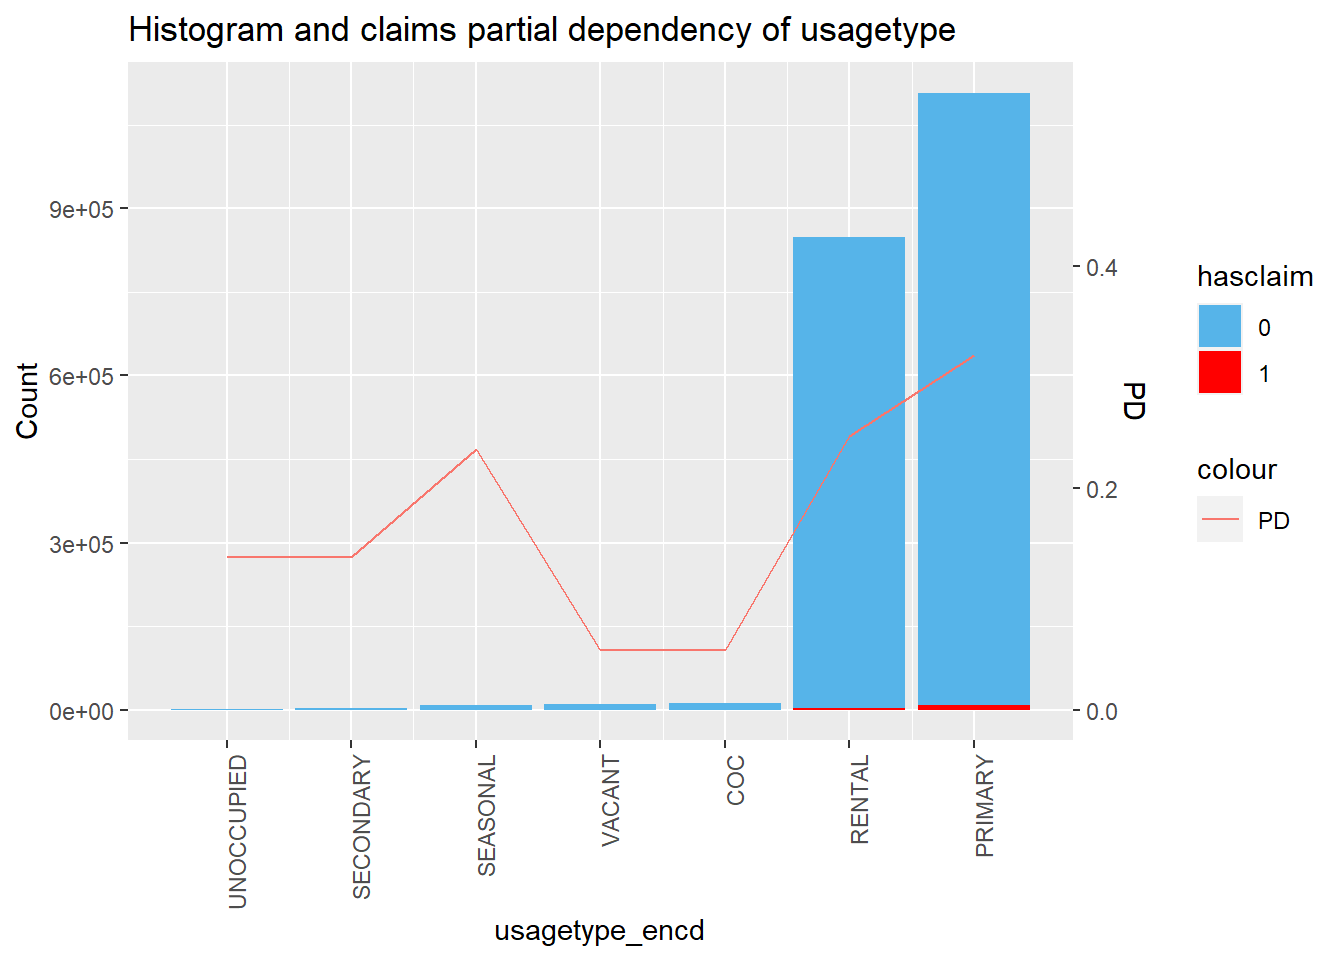 Histogram and claims partial dependency of usagetype
Count
9e+05
6e+05
3e+05
0e+00
0.4
0.2
0.0
PD
UNOCCUPIED
SECONDARY
SEASONAL
VACANT
COC
RENTAL
PRIMARY
usagetype_encd
hasclaim
0
1
colour
PD